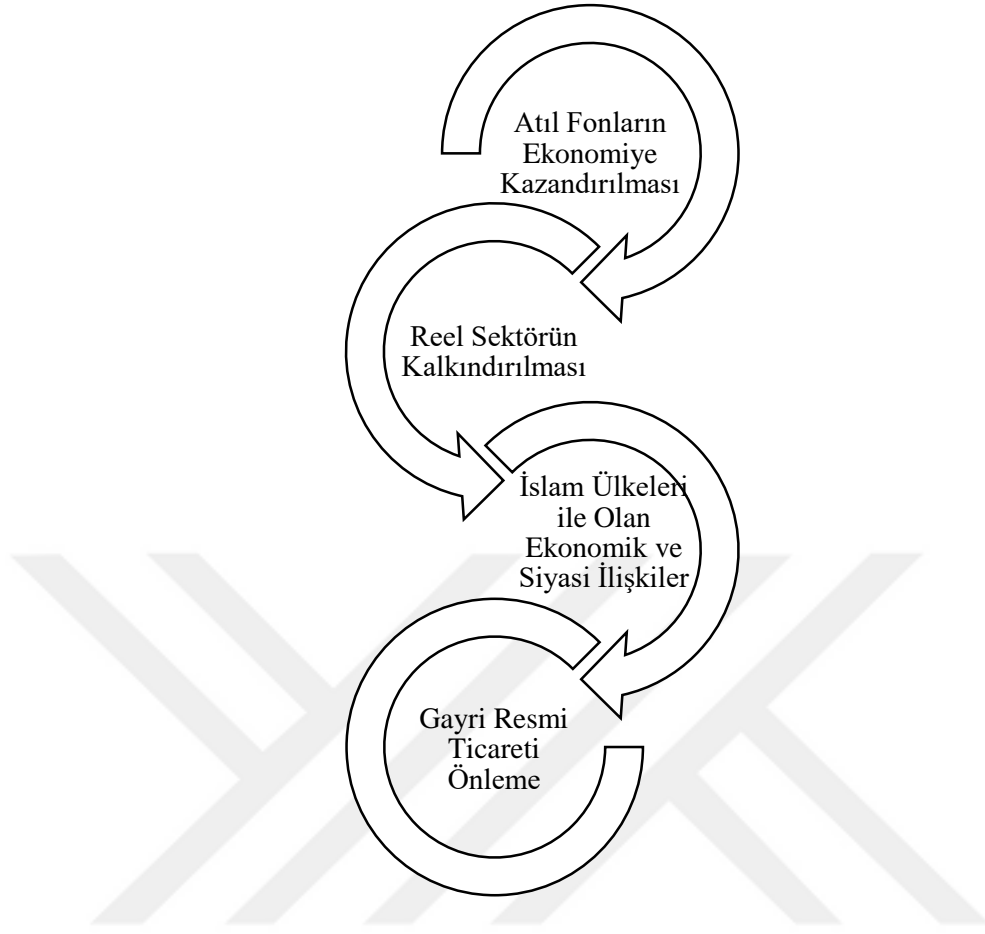 Atıl Fonların
Ekonomiye
Kazandırılması
Reel Sektörün
Kalkındırılması
İslam Ülkeleri
ile Olan
Ekonomik ve
Siyasi İlişkiler
Gayri Resmi
Ticareti
Önleme